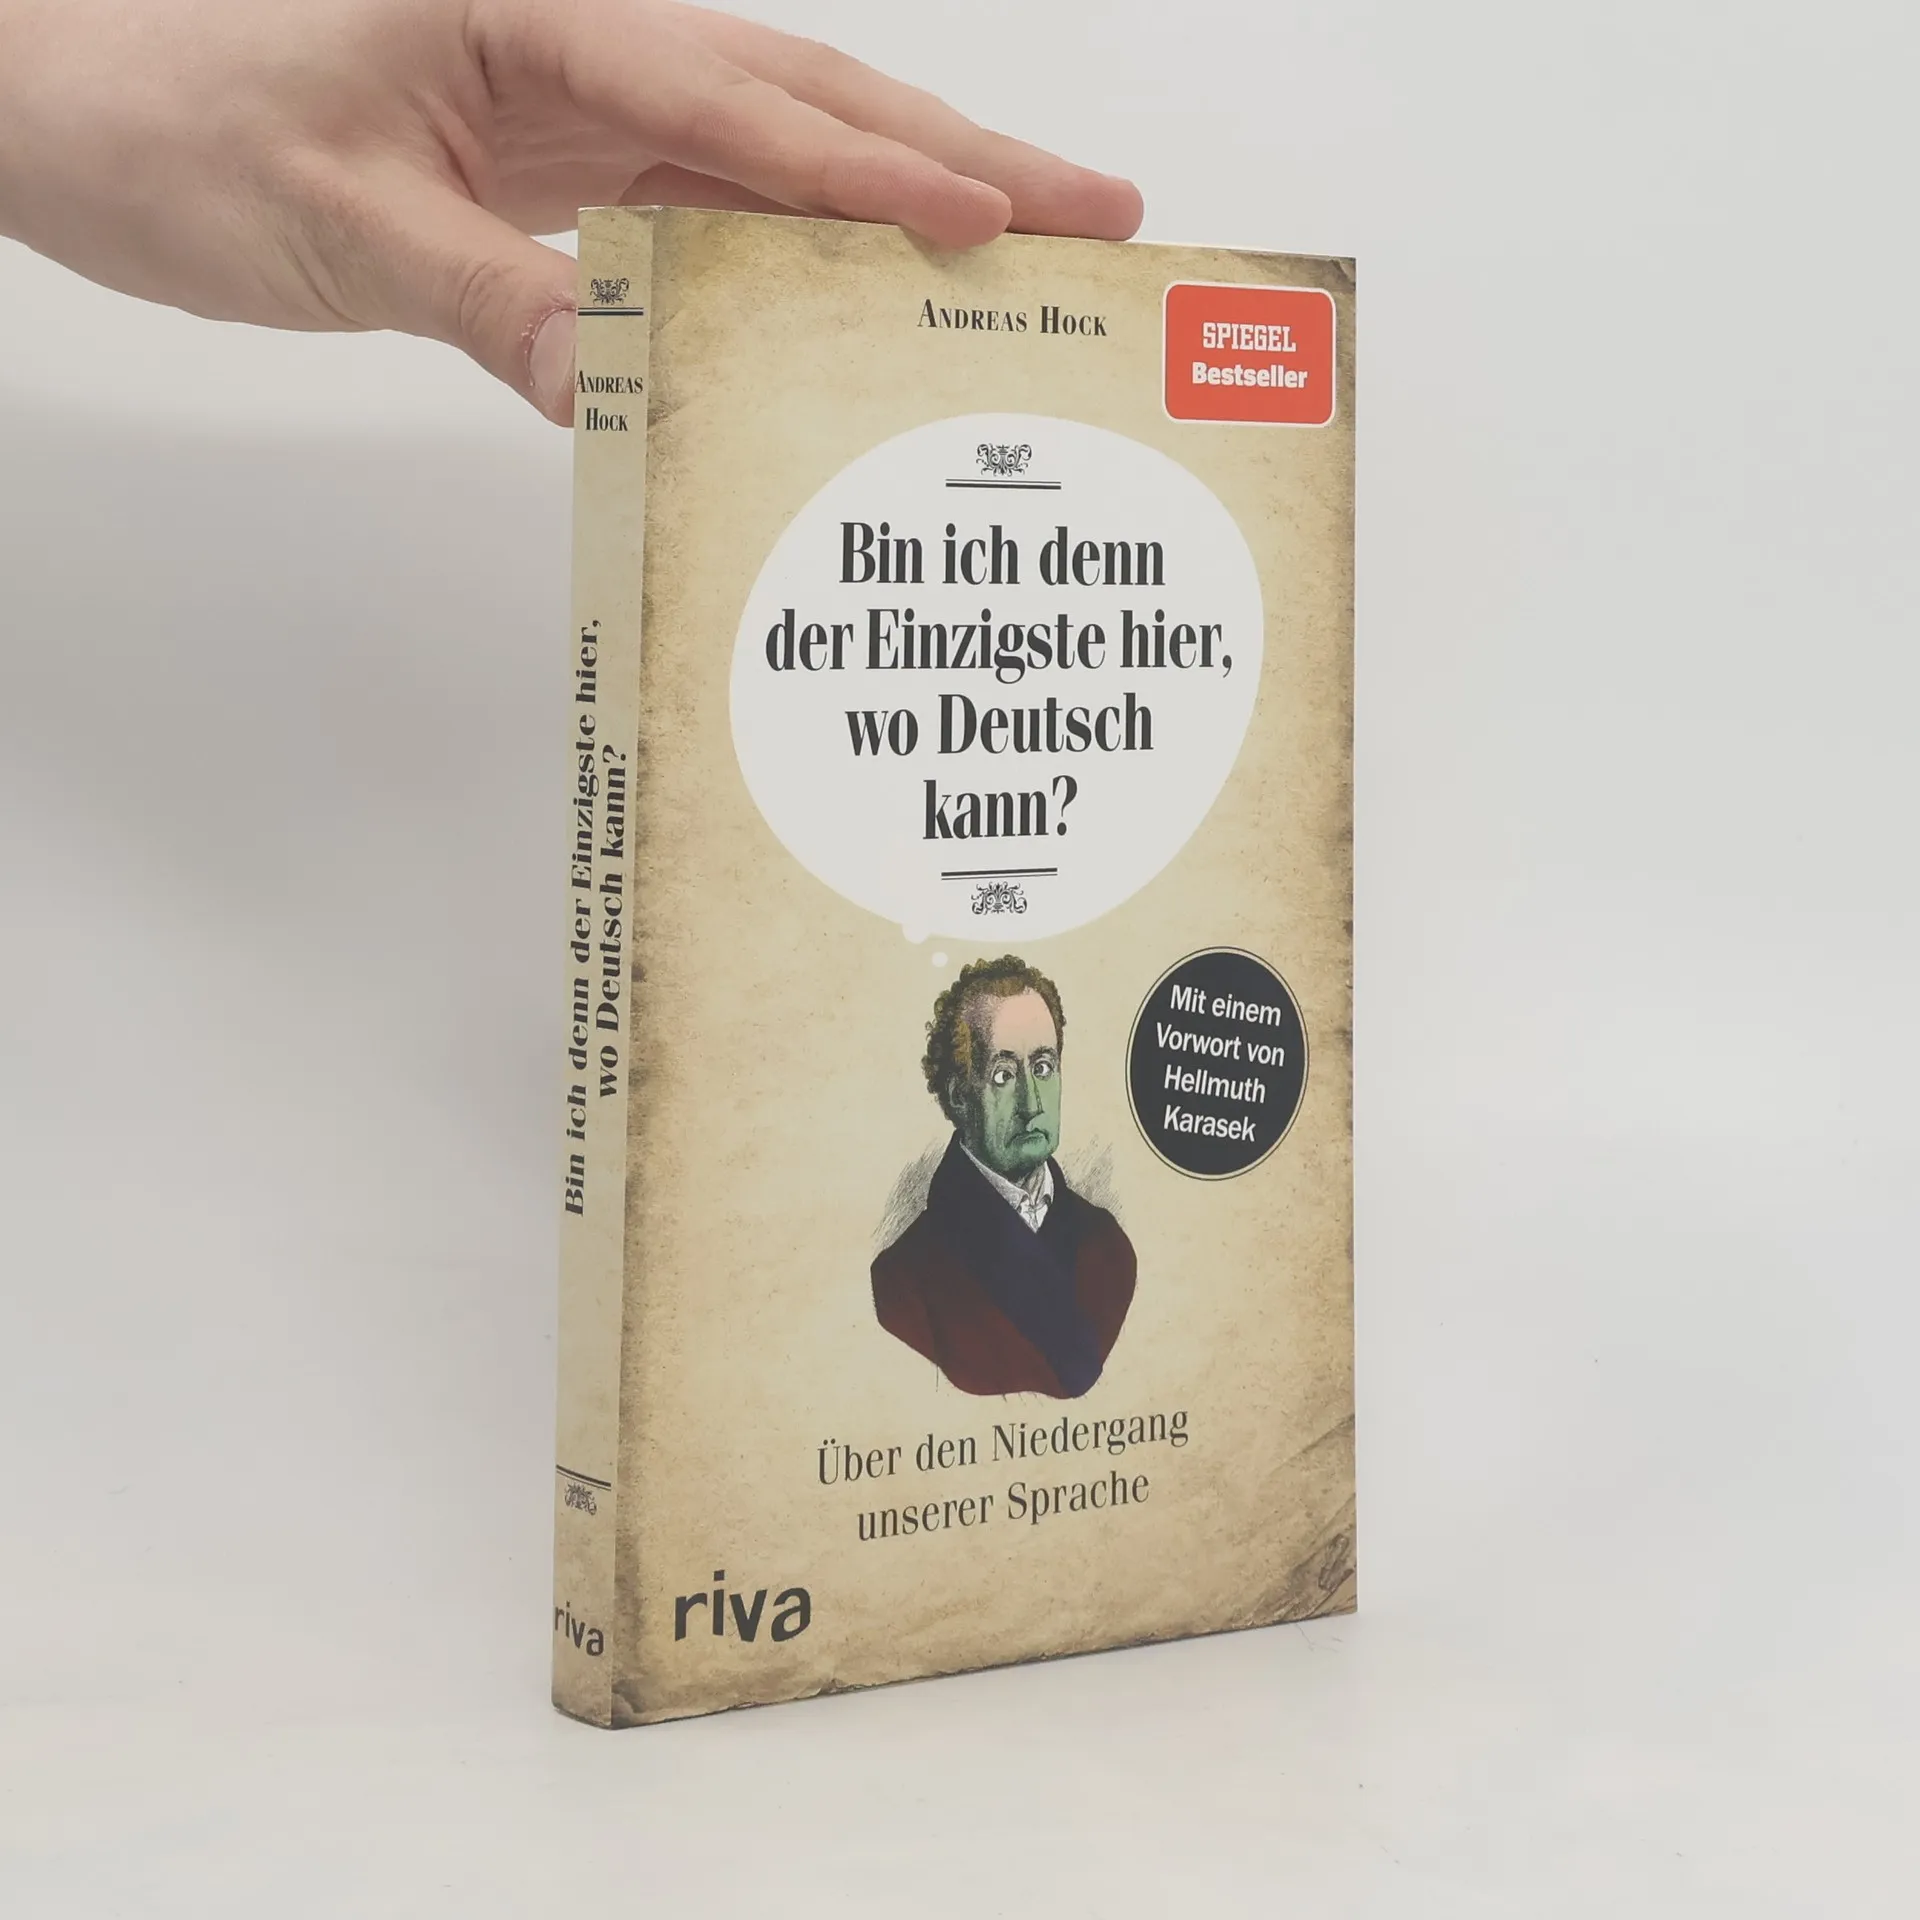 ANDREAS
HOCK
Bin ich denn der Einzigste hier,
wo Deutsch kann?
riva
ANDREAS HOCK
SPIEGEL
Bestseller
Bin ich denn
der Einzigste hier,
wo Deutsch
kann?
Mit einem
Vorwort von
Hellmuth
Karasek
Über den Niedergang
unserer Sprache
riva